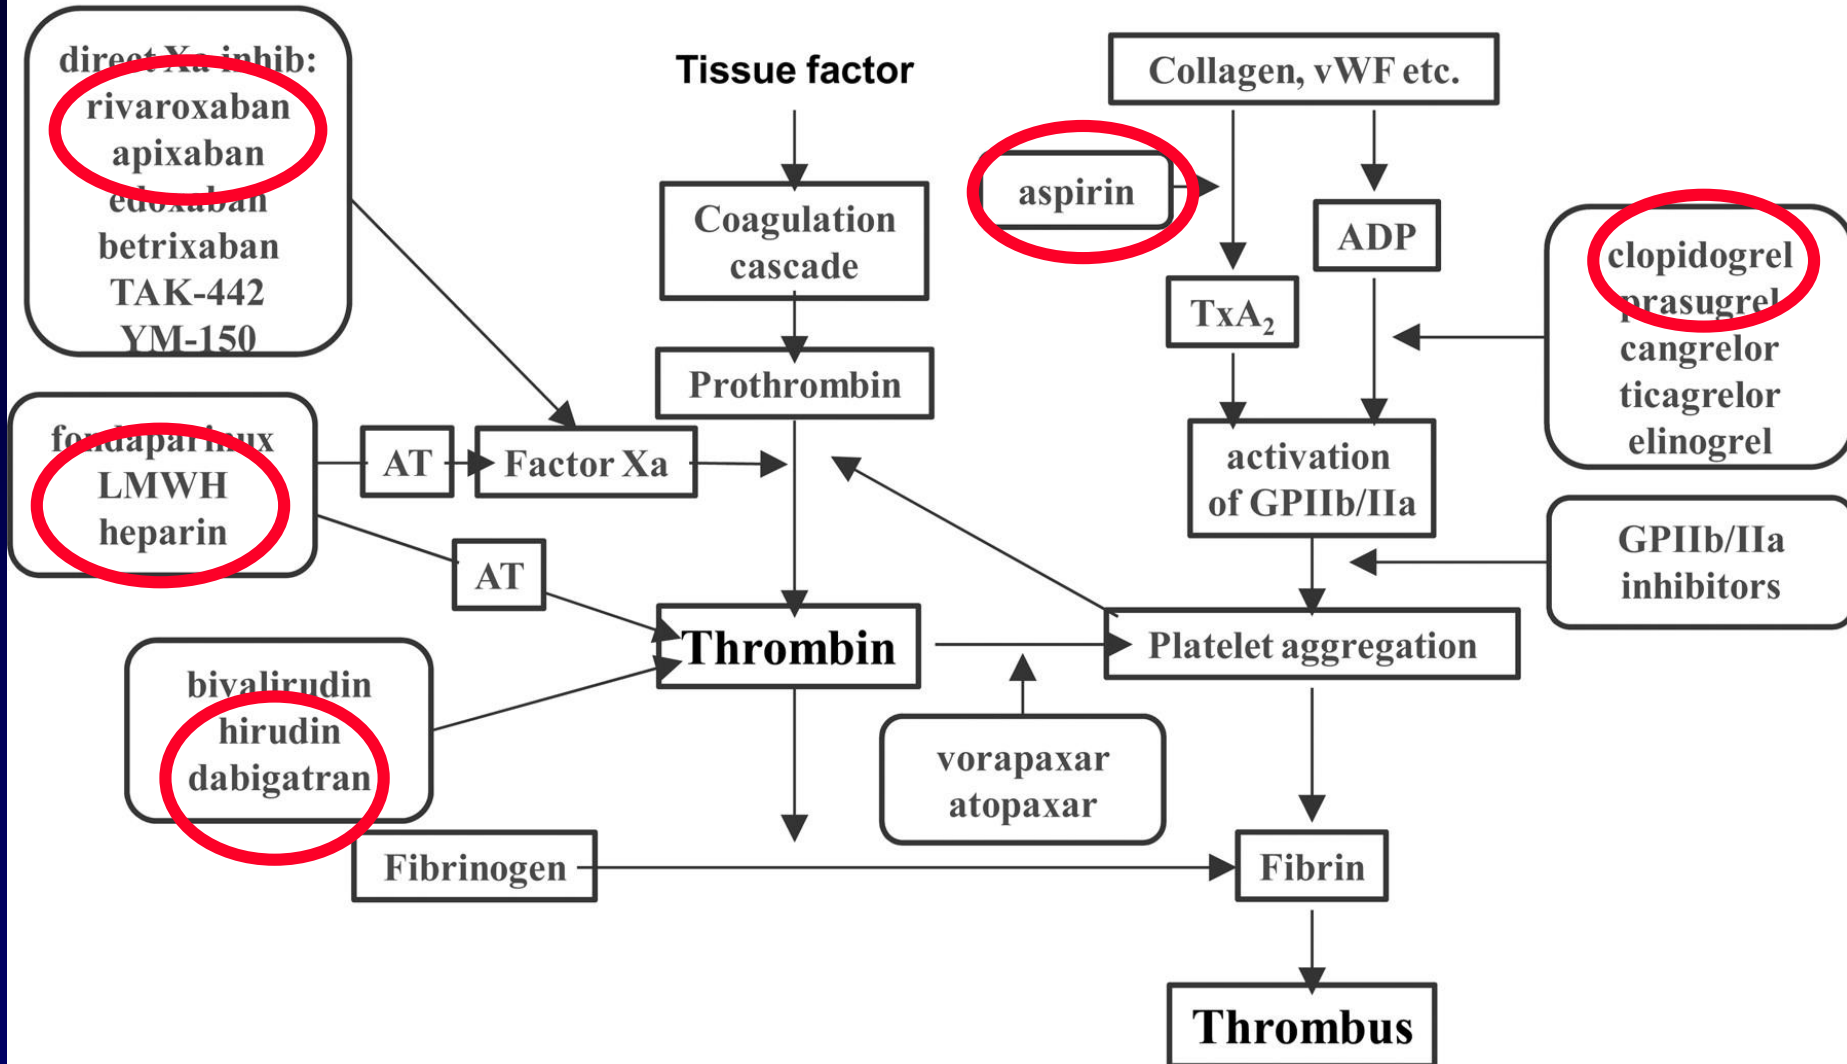 direct Xa inhib:
rivaroxaban
apixaban
edoxaban
betrixaban
TAK-442
YM-150
fondaparinux
LMWH
heparin
AT
Factor Xa
AT
bivalirudin
hirudin
dabigatran
Tissue factor
Coagulation
cascade
Prothrombin
Thrombin
Fibrinogen
Collagen, vWF etc.
aspirin
ADP
TxA₂
clopidogrel
prasugrel
cangrelor
ticagrelor
elinogrel
activation
of GPIIb/IIa
GPIIb/IIa
inhibitors
Platelet aggregation
vorapaxar
atopaxar
Fibrin
Thrombus